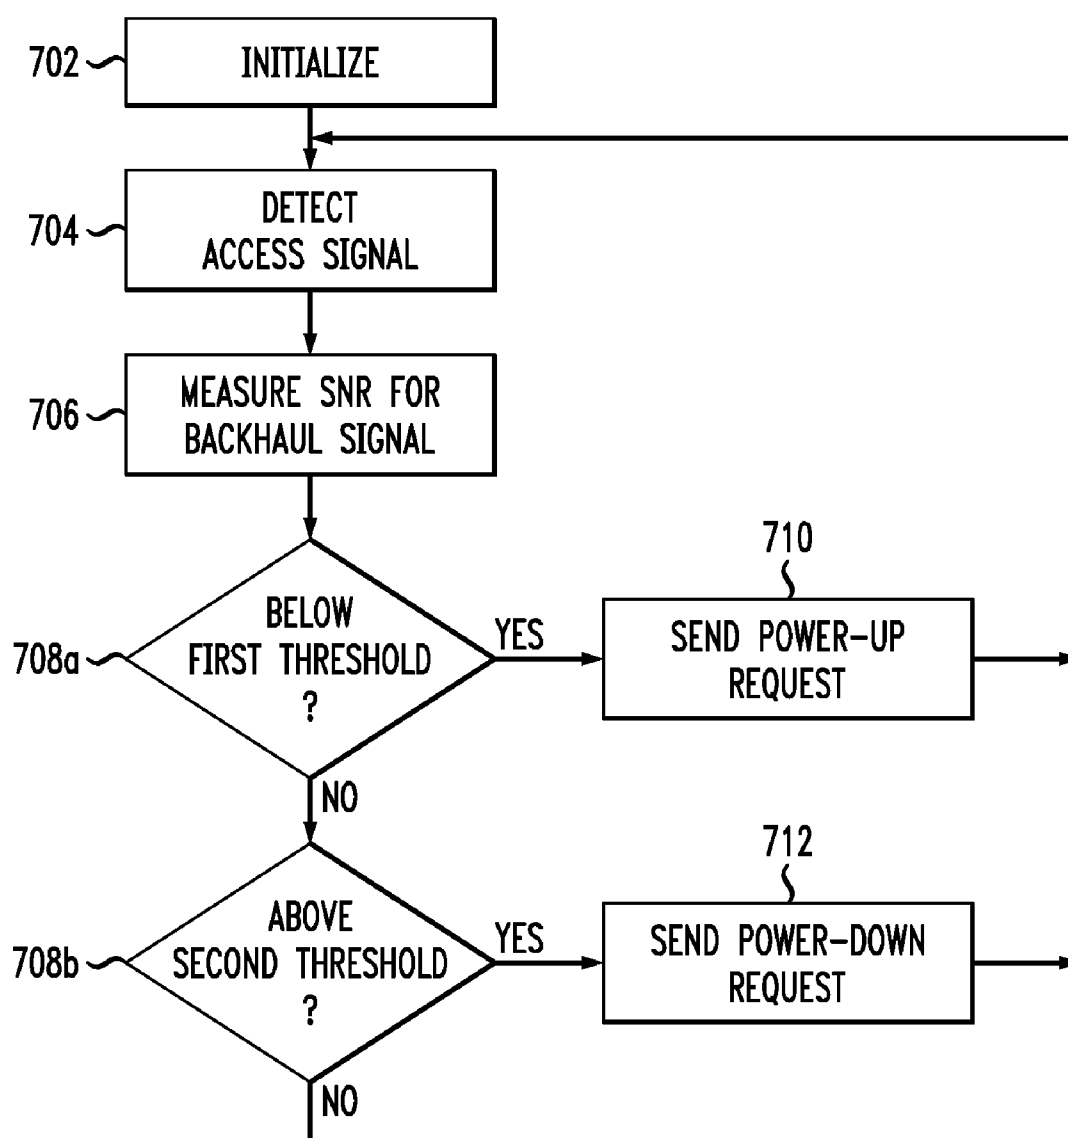 702
INITIALIZE
704
DETECT
ACCESS SIGNAL
706
MEASURE SNR FOR
BACKHAUL SIGNAL
708a
BELOW
FIRST THRESHOLD
?
YES
710
SEND POWER-UP
REQUEST
NO
708b
ABOVE
SECOND THRESHOLD
?
YES
712
SEND POWER-DOWN
REQUEST
NO